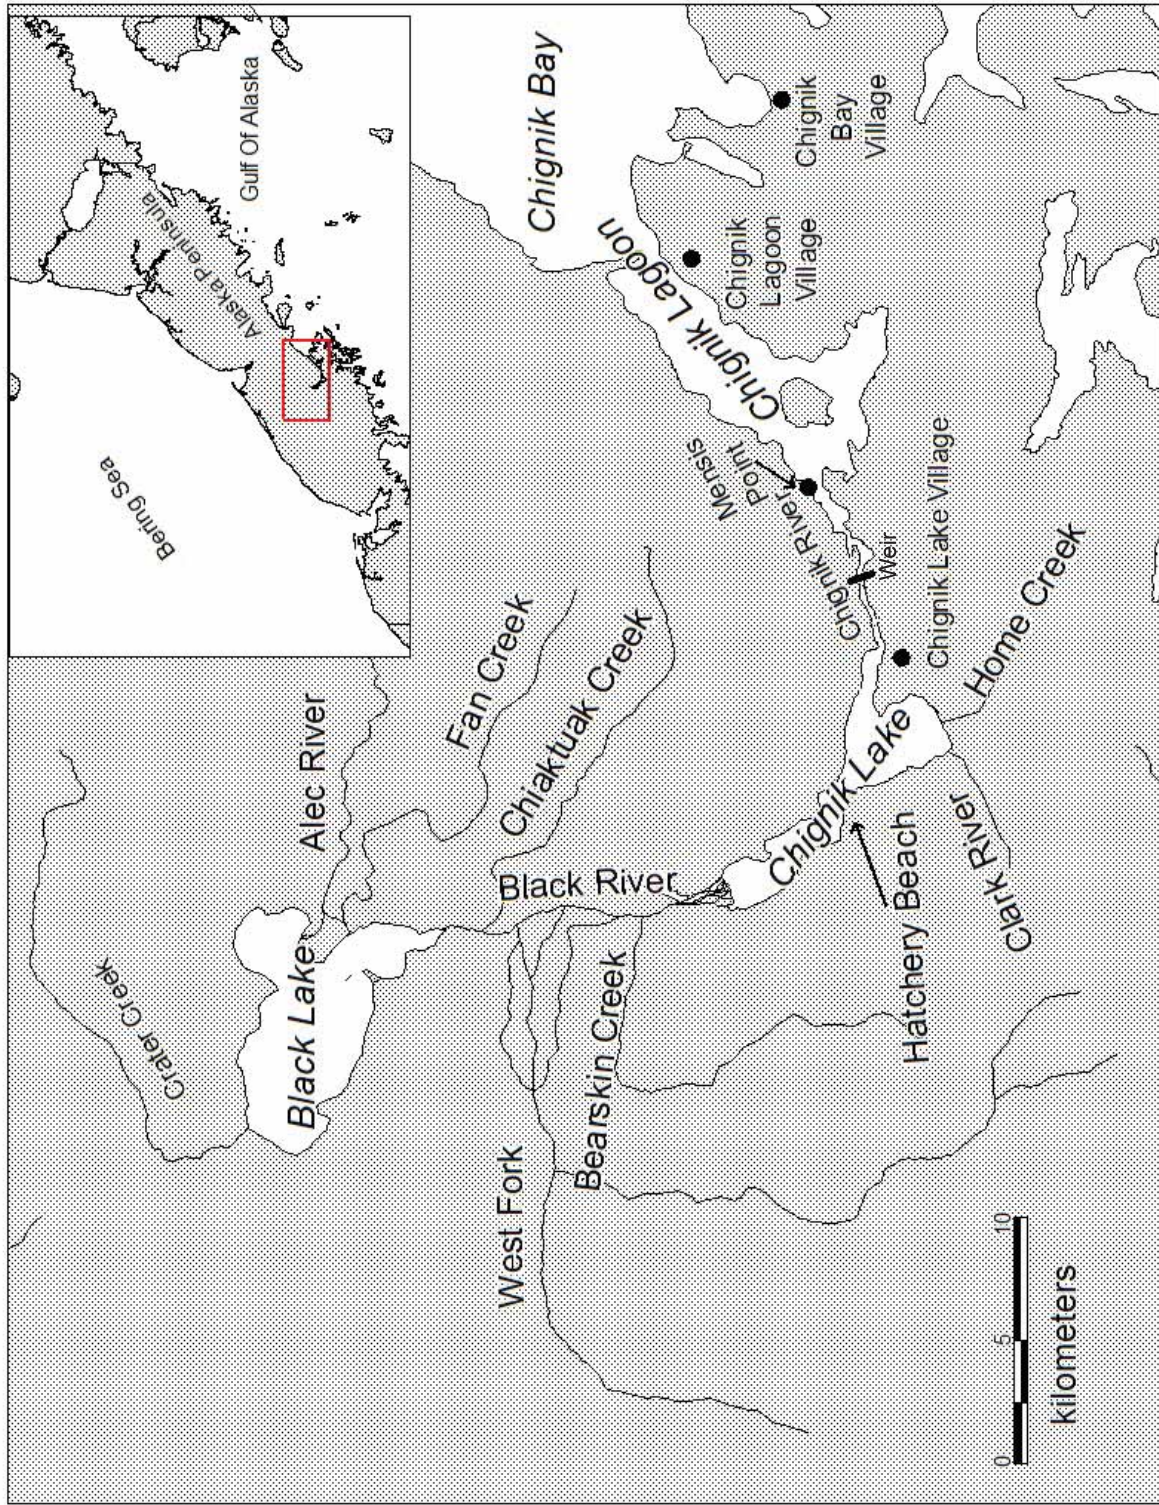 Bering Sea
Alaska Peninsula
Gulf Of Alaska
Crater Creek
Black Lake
Alec River
Fan Creek
Chiaktuak Creek
Black River
West Fork
Bearskin Creek
Hatchery Beach
Clark River
Chignik Lake
Home Creek
Chignik Lake Village
Weir
Chignik River
Mensis
Point
Chignik Lagoon
Chignik
Lagoon
Village
Chignik Bay
Chignik
Bay
Village
0 5 10
kilometers